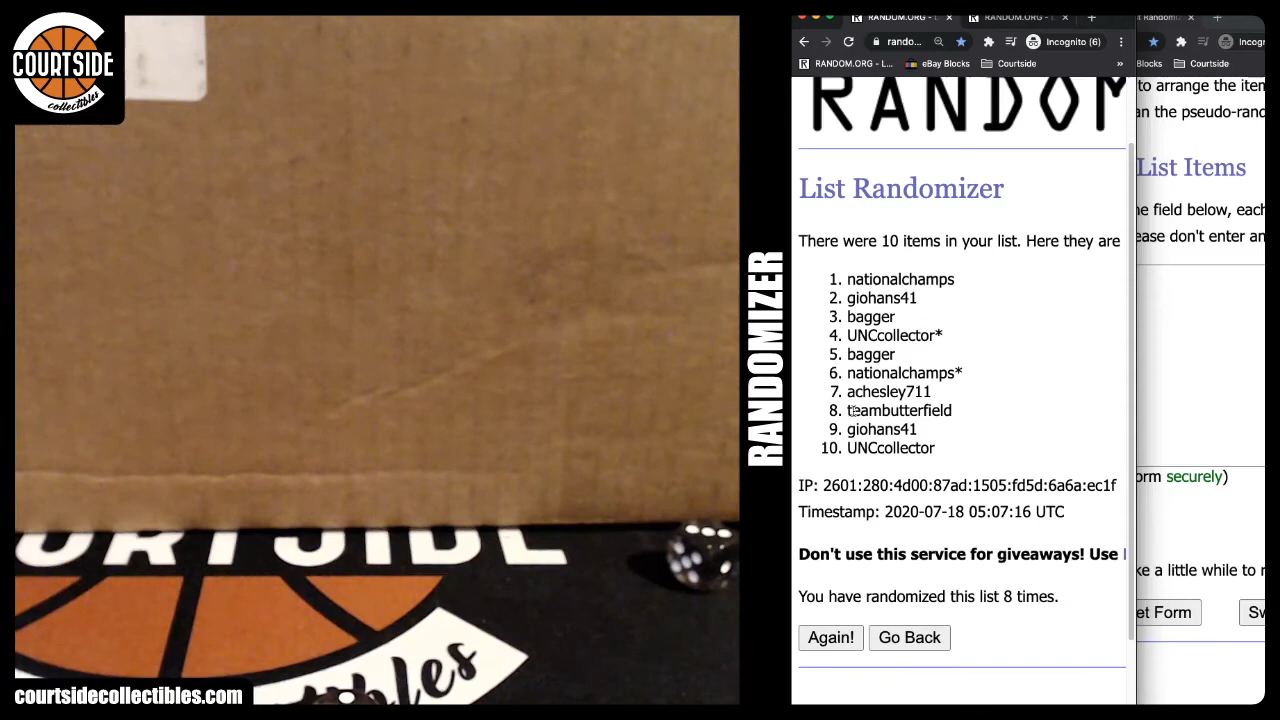 COURTSIDE
collectibles
OURTSIDE
courtsidecollectibles.com
RANDOMIZER
RANDOM.ORG - L
RANDOM.ORG - L
rando...
Incognito (6)
RANDOM.ORG - L...
eBay Blocks
Courtside
»
RANDOM
List Randomizer
There were 10 items in your list. Here they are
1. nationalchamps
2. giohans41
3. bagger
4. UNCcollector*
5. bagger
6. nationalchamps*
7. achesley711
8. teambutterfield
9. giohans41
10. UNCcollector
IP: 2601:280:4d00:87ad:1505:fd5d:6a6a:ec1f
Timestamp: 2020-07-18 05:07:16 UTC
Don't use this service for giveaways! Use
You have randomized this list 8 times.
Again!
Go Back
st Randomiz
Incog
Blocks
Courtside
to arrange the item
an the pseudo-rand
List Items
e field below, each
ease don't enter an
orm securely)
ke a little while to r
et Form
Sw